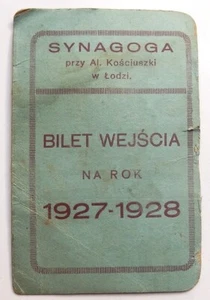 SYNAGOGA
przy Al. Kościuszki
w Łodzi.
BILET WEJŚCIA
NA ROK
1927-1928